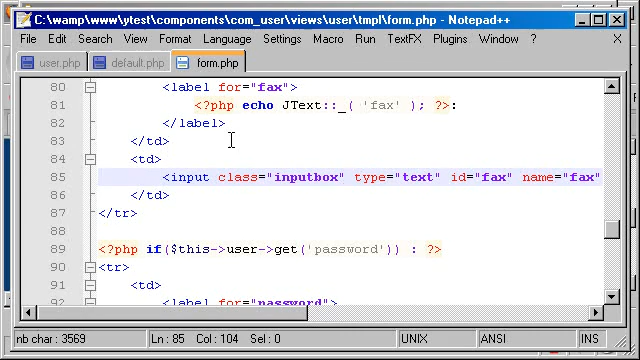 C:\wamp\www\ytest\components\com_user\views\user\tmpl\form.php - Notepad++
File Edit Search View Format Language Settings Macro Run TextFX Plugins Window ? X
user.php default.php form.php
80 <label for="fax">
81 <?php echo JText::_( 'fax' ); ?>:
82 </label>
83 </td>
84 <td>
85 <input class="inputbox" type="text" id="fax" name="fax"
86 </td>
87 </tr>
88
89 <?php if($this->user->get('password')) : ?>
90 <tr>
91 <td>
92 <label for="password">
nb char : 3569 Ln : 85 Col : 104 Sel : 0 UNIX ANSI INS